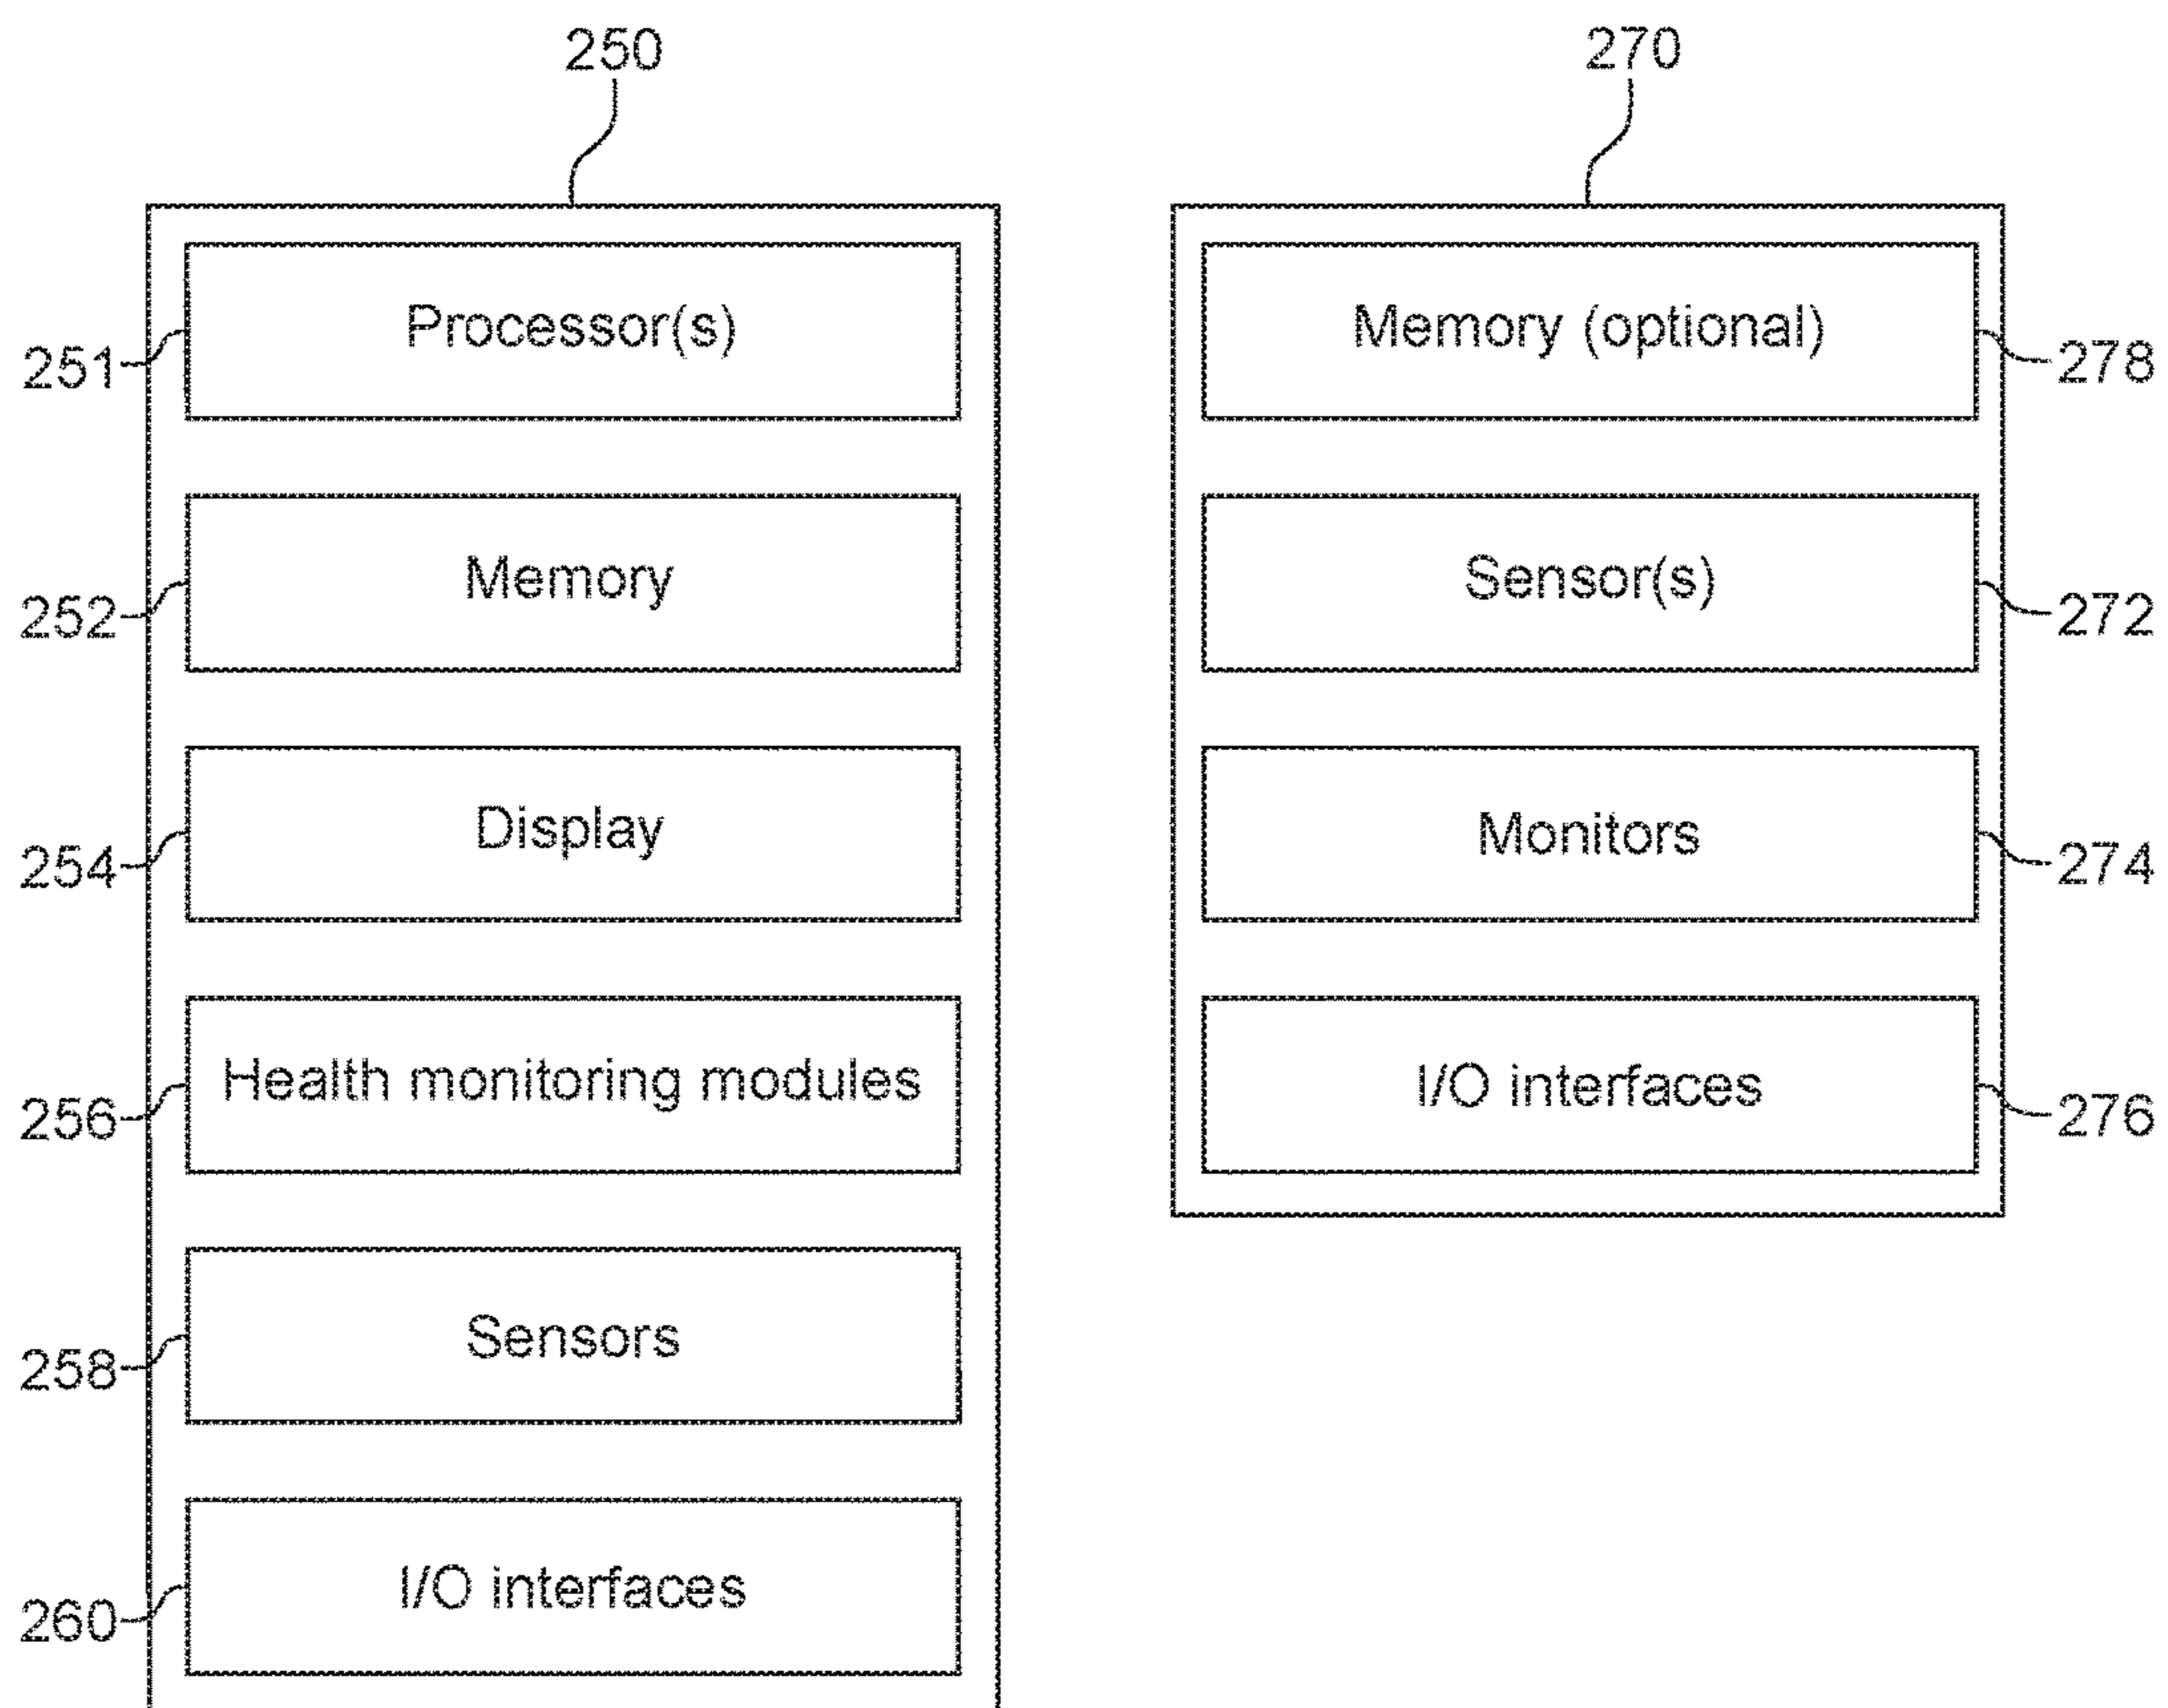 250
270
Processor(s)
251
Memory
252
Display
254
Health monitoring modules
256
Sensors
258
I/O interfaces
260
Memory (optional)
278
Sensor(s)
272
Monitors
274
I/O interfaces
276